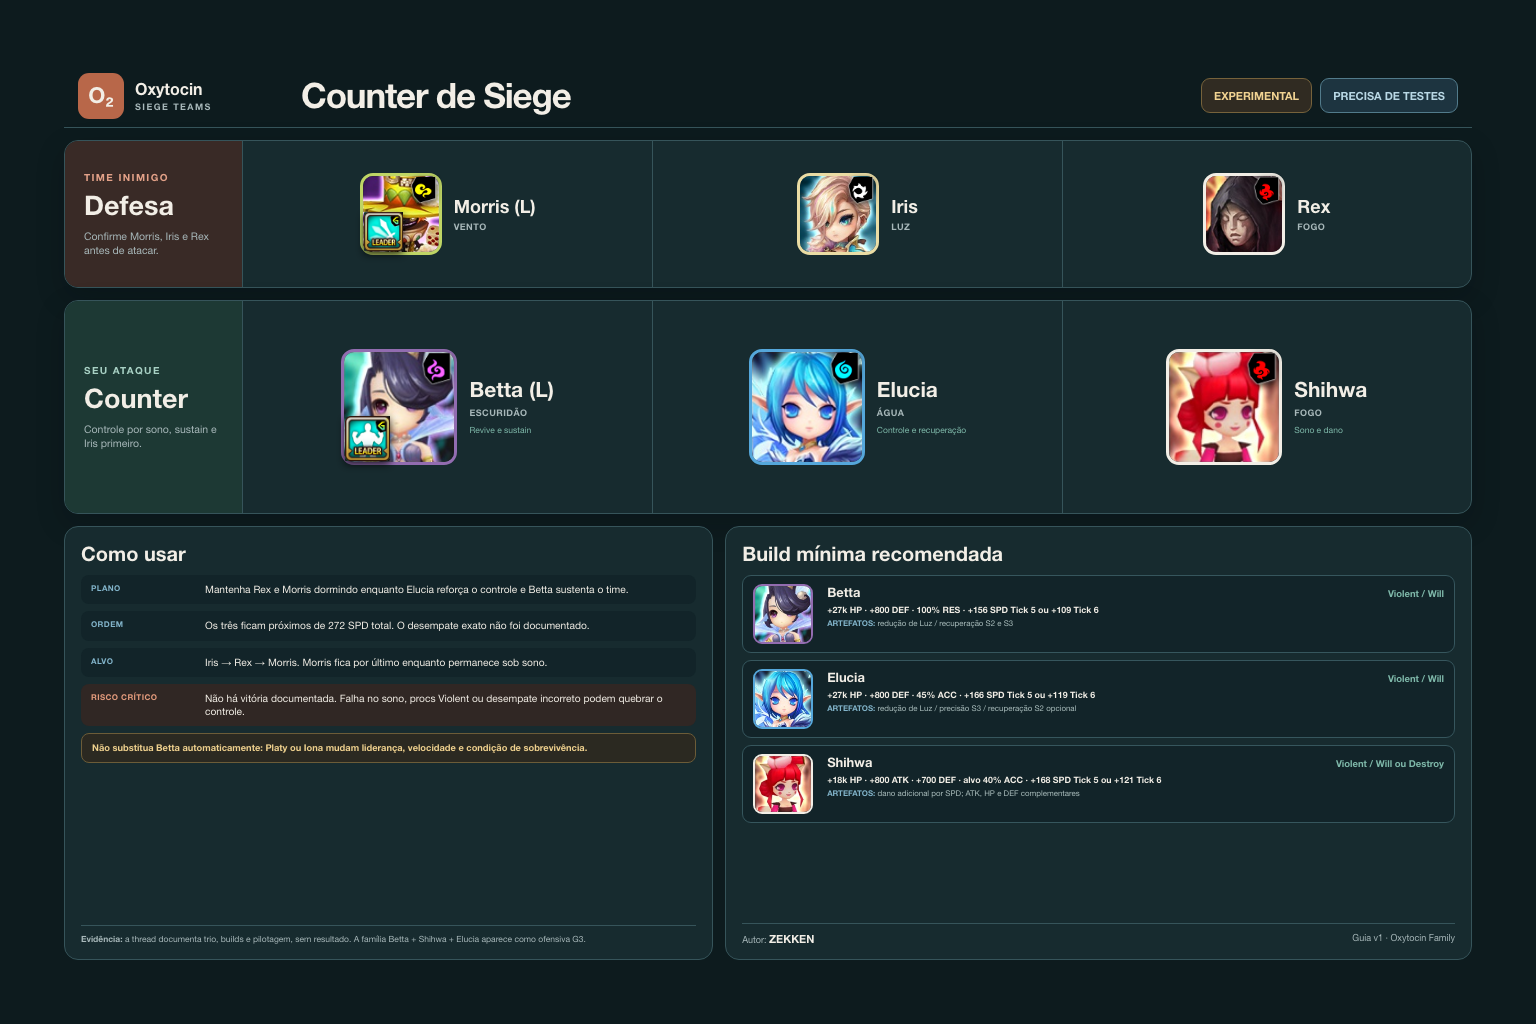 O₂
Oxytocin
SIEGE TEAMS
Counter de Siege
EXPERIMENTAL
PRECISA DE TESTES
TIME INIMIGO
Defesa
Confirme Morris, Iris e Rex
antes de atacar.
LEADER
Morris (L)
VENTO
Iris
LUZ
Rex
FOGO
SEU ATAQUE
Counter
Controle por sono, sustain e
Iris primeiro.
LEADER
Betta (L)
ESCURIDÃO
Revive e sustain
Elucia
ÁGUA
Controle e recuperação
Shihwa
FOGO
Sono e dano
Como usar
PLANO
Mantenha Rex e Morris dormindo enquanto Elucia reforça o controle e Betta sustenta o time.
ORDEM
Os três ficam próximos de 272 SPD total. O desempate exato não foi documentado.
ALVO
Iris → Rex → Morris. Morris fica por último enquanto permanece sob sono.
RISCO CRÍTICO
Não há vitória documentada. Falha no sono, procs Violent ou desempate incorreto podem quebrar o
controle.
Não substitua Betta automaticamente: Platy ou Iona mudam liderança, velocidade e condição de sobrevivência.
Evidência: a thread documenta trio, builds e pilotagem, sem resultado. A família Betta + Shihwa + Elucia aparece como ofensiva G3.
Build mínima recomendada
Betta
Violent / Will
+27k HP · +800 DEF · 100% RES · +156 SPD Tick 5 ou +109 Tick 6
ARTEFATOS: redução de Luz / recuperação S2 e S3
Elucia
Violent / Will
+27k HP · +800 DEF · 45% ACC · +166 SPD Tick 5 ou +119 Tick 6
ARTEFATOS: redução de Luz / precisão S3 / recuperação S2 opcional
Shihwa
Violent / Will ou Destroy
+18k HP · +800 ATK · +700 DEF · alvo 40% ACC · +168 SPD Tick 5 ou +121 Tick 6
ARTEFATOS: dano adicional por SPD; ATK, HP e DEF complementares
Autor: ZEKKEN
Guia v1 · Oxytocin Family